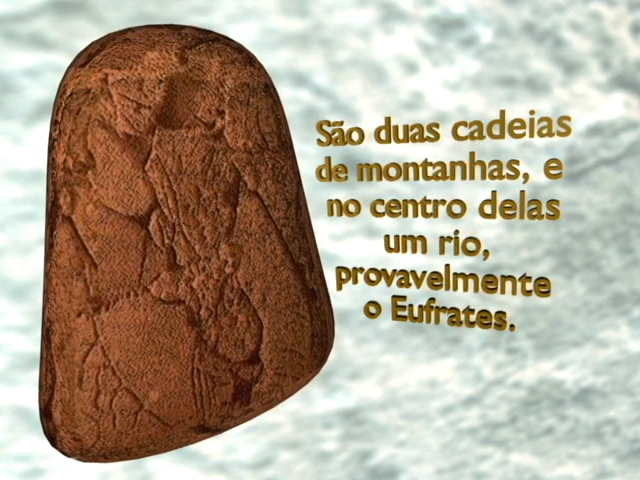 São duas cadeias
de montanhas, e
no centro delas
um rio,
provavelmente
o Eufrates.